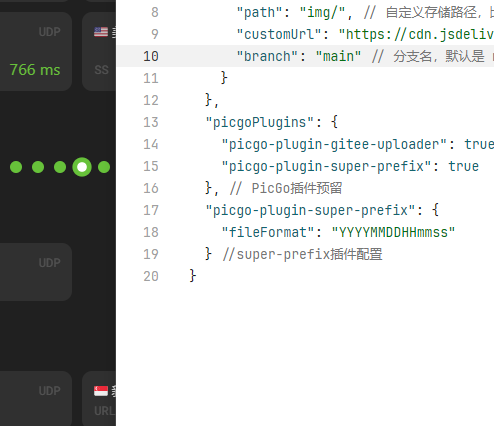 UDP
766 ms
SS
UDP
UDP
URL
8 "path": "img/", // 自定义存储路径，
9 "customUrl": "https://cdn.jsdeliv
10 "branch": "main" // 分支名，默认是
11 }
12 },
13 "picgoPlugins": {
14 "picgo-plugin-gitee-uploader": true
15 "picgo-plugin-super-prefix": true
16 }, // PicGo插件预留
17 "picgo-plugin-super-prefix": {
18 "fileFormat": "YYYYMMDDHHmmss"
19 } //super-prefix插件配置
20 }